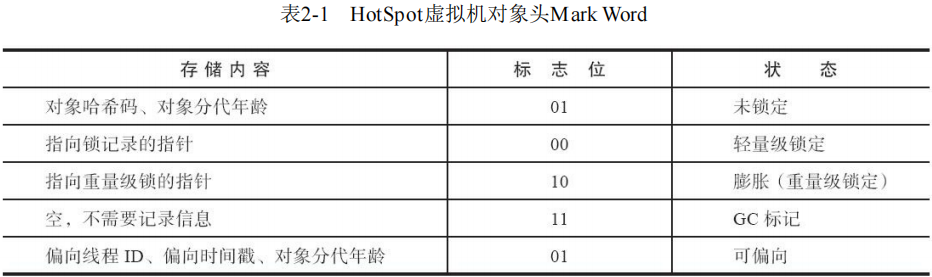 表2-1 HotSpot虚拟机对象头Mark Word
存储内容 标志位 状态
对象哈希码、对象分代年龄 01 未锁定
指向锁记录的指针 00 轻量级锁定
指向重量级锁的指针 10 膨胀（重量级锁定）
空，不需要记录信息 11 GC 标记
偏向线程 ID、偏向时间戳、对象分代年龄 01 可偏向